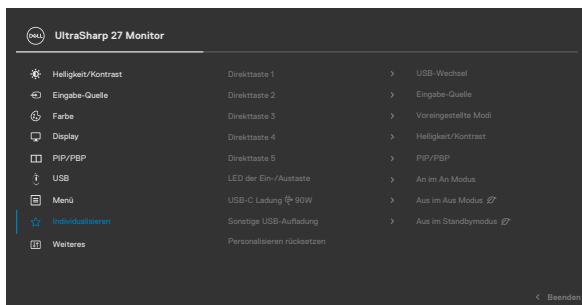 DELL UltraSharp 27 Monitor
Helligkeit/Kontrast Direkttaste 1 USB-Wechsel
Eingabe-Quelle Direkttaste 2 Eingabe-Quelle
Farbe Direkttaste 3 Voreingestellte Modi
Display Direkttaste 4 Helligkeit/Kontrast
PIP/PBP Direkttaste 5 PIP/PBP
USB LED der Ein-/Austaste An im An Modus
Menü USB-C Ladung 90W Aus im Aus Modus
Individualisieren Sonstige USB-Aufladung Aus im Standbymodus
Weiteres Personalisieren rücksetzen
Beenden